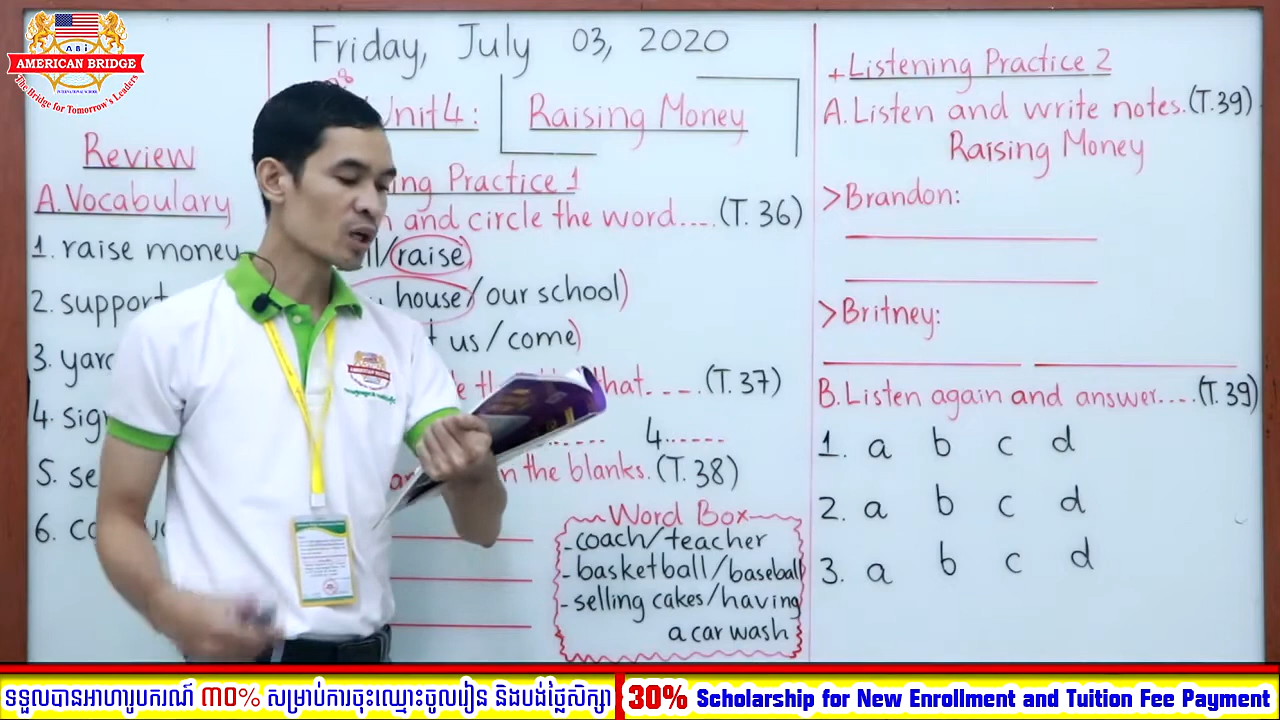 ABi
AMERICAN BRIDGE
INTERNATIONAL SCHOOL
The Bridge for Tomorrow's Leaders
Friday, July 03, 2020
Unit 4: Raising Money
Review
A. Vocabulary
1. raise money
2. support
3.
4.
5.
6.
Practice 1
and circle the word....(T. 36)
/raise)
house/our school)
us/come)
that....(T. 37)
4.......
in the blanks. (T. 38)
Word Box
- coach/teacher
- basketball/baseball
- selling cakes/having
a car wash
+ Listening Practice 2
A. Listen and write notes. (T. 39)
Raising Money
> Brandon:
> Britney:
B. Listen again and answer....(T. 39)
1. a b c d
2. a b c d
3. a b c d
AMERICAN BRIDGE
ទទួលបានអាហារូបករណ៍ ៣០% សម្រាប់ការចុះឈ្មោះចូលរៀន និងបង់ថ្លៃសិក្សា
30% Scholarship for New Enrollment and Tuition Fee Payment